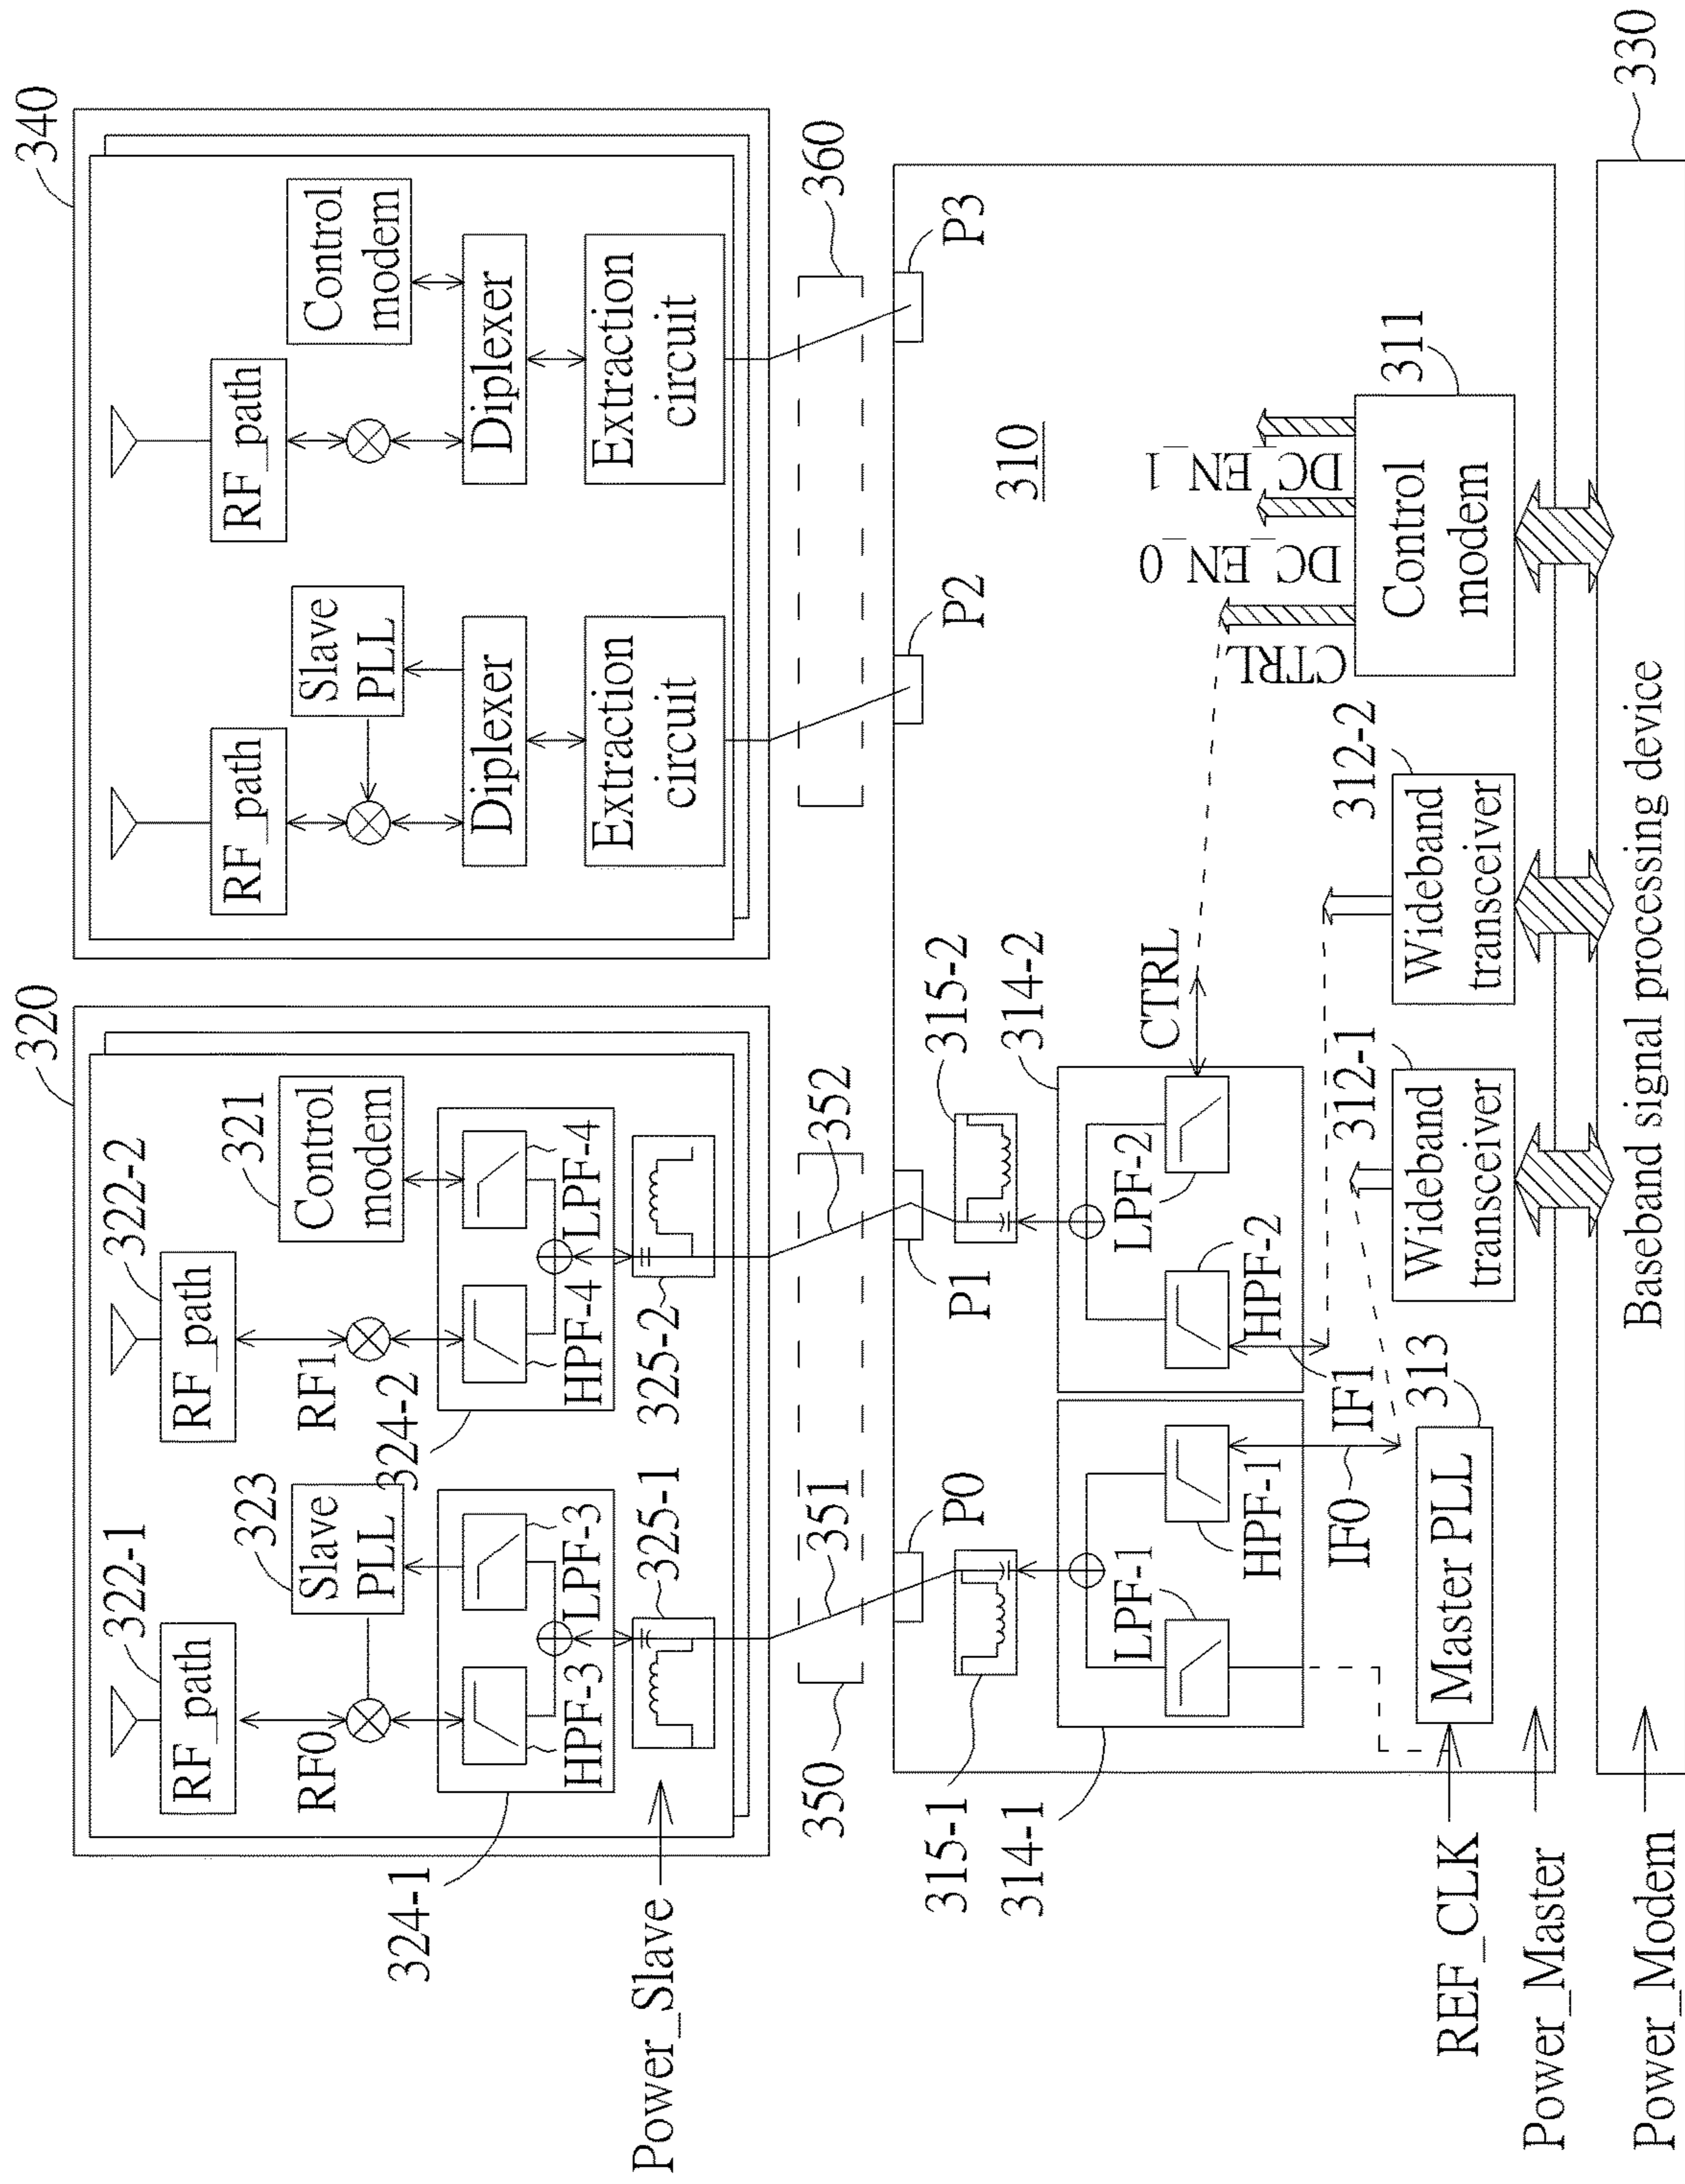 320
340
322-1
322-2
RF_path
RF_path
RF_path
RF_path
323
321
Slave
PLL
Control
modem
Slave
PLL
Control
modem
RF0
RF1
324-2
HPF-3
LPF-3
HPF-4
LPF-4
Diplexer
Diplexer
324-1
325-1
325-2
Extraction
circuit
Extraction
circuit
Power_Slave
350
351
352
360
P0
P1
P2
P3
315-1
315-2
314-1
314-2
310
LPF-1
HPF-1
HPF-2
LPF-2
CTRL
IF0
IF1
CTRL
DC_EN_0
DC_EN_1
313
312-1
312-2
311
Master PLL
Wideband
transceiver
Wideband
transceiver
Control
modem
REF_CLK
Power_Master
Power_Modem
Baseband signal processing device
330